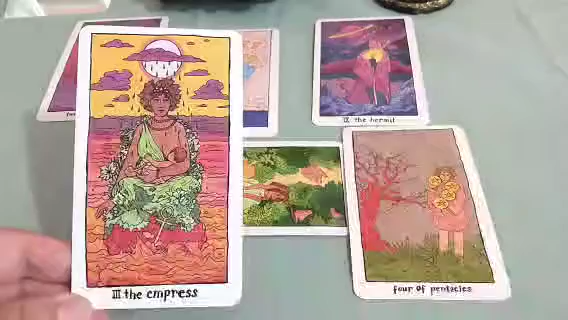 IX the hermit
III the empress
four of pentacles